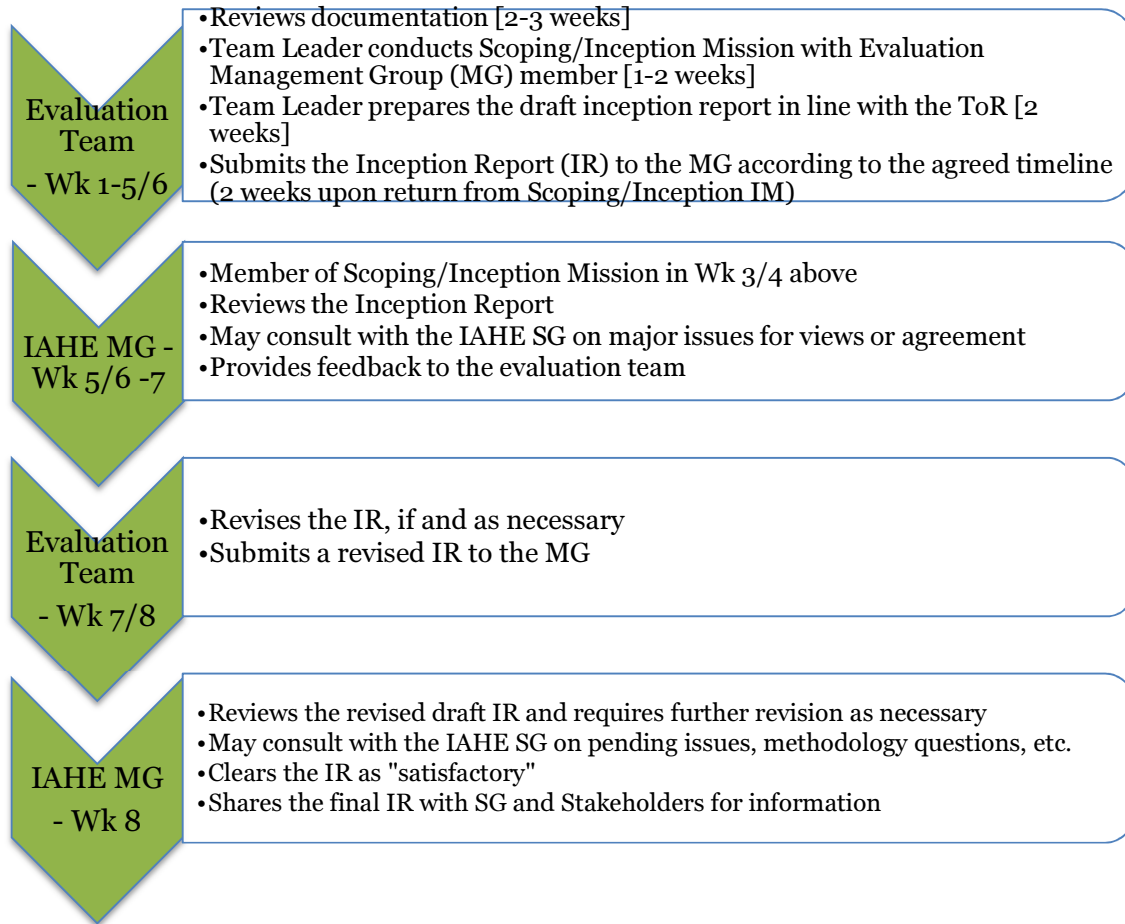 Evaluation
Team
- Wk 1-5/6
•Reviews documentation [2-3 weeks]
•Team Leader conducts Scoping/Inception Mission with Evaluation
Management Group (MG) member [1-2 weeks]
•Team Leader prepares the draft inception report in line with the ToR [2
weeks]
•Submits the Inception Report (IR) to the MG according to the agreed timeline
(2 weeks upon return from Scoping/Inception IM)
IAHE MG -
Wk 5/6 -7
•Member of Scoping/Inception Mission in Wk 3/4 above
•Reviews the Inception Report
•May consult with the IAHE SG on major issues for views or agreement
•Provides feedback to the evaluation team
Evaluation
Team
- Wk 7/8
•Revises the IR, if and as necessary
•Submits a revised IR to the MG
IAHE MG
- Wk 8
•Reviews the revised draft IR and requires further revision as necessary
•May consult with the IAHE SG on pending issues, methodology questions, etc.
•Clears the IR as "satisfactory"
•Shares the final IR with SG and Stakeholders for information